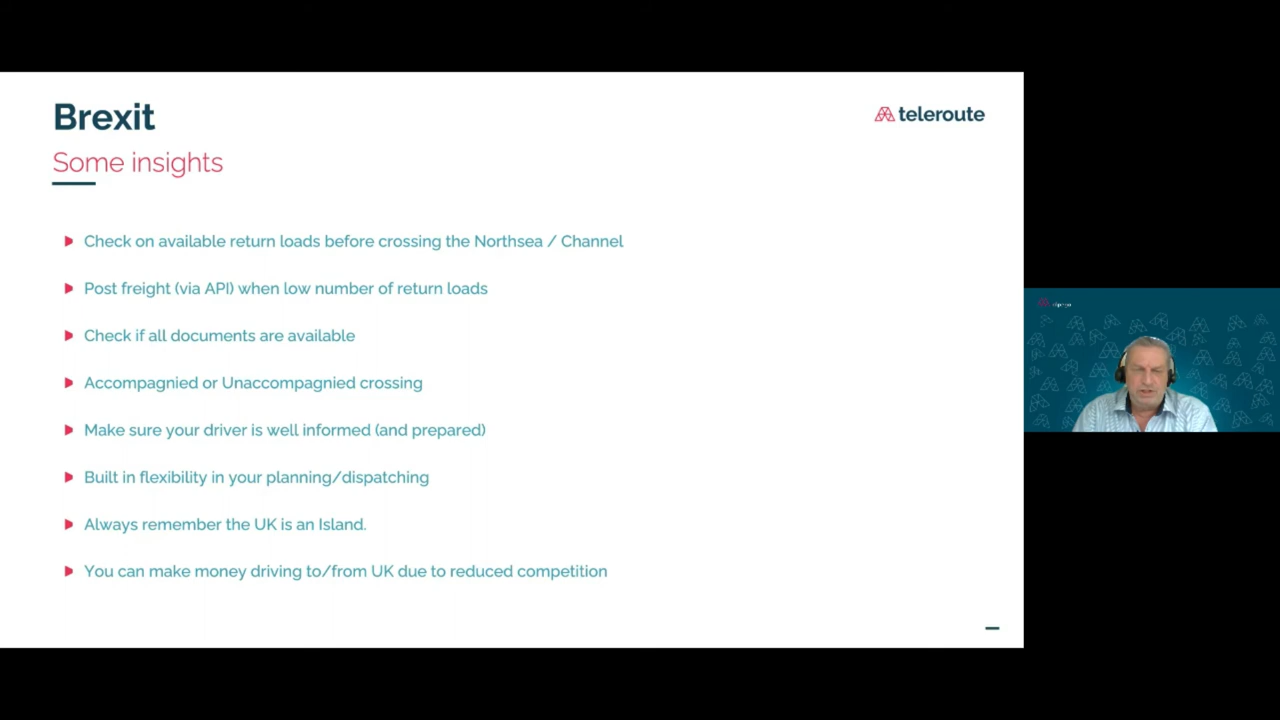 Brexit
teleroute
Some insights
Check on available return loads before crossing the Northsea / Channel
Post freight (via API) when low number of return loads
Check if all documents are available
Accompagnied or Unaccompagnied crossing
Make sure your driver is well informed (and prepared)
Built in flexibility in your planning/dispatching
Always remember the UK is an Island.
You can make money driving to/from UK due to reduced competition